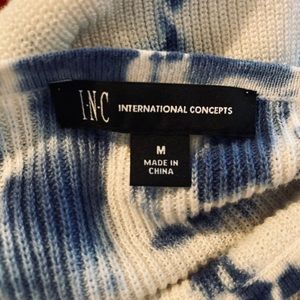 I·N·C INTERNATIONAL CONCEPTS
M
MADE IN
CHINA